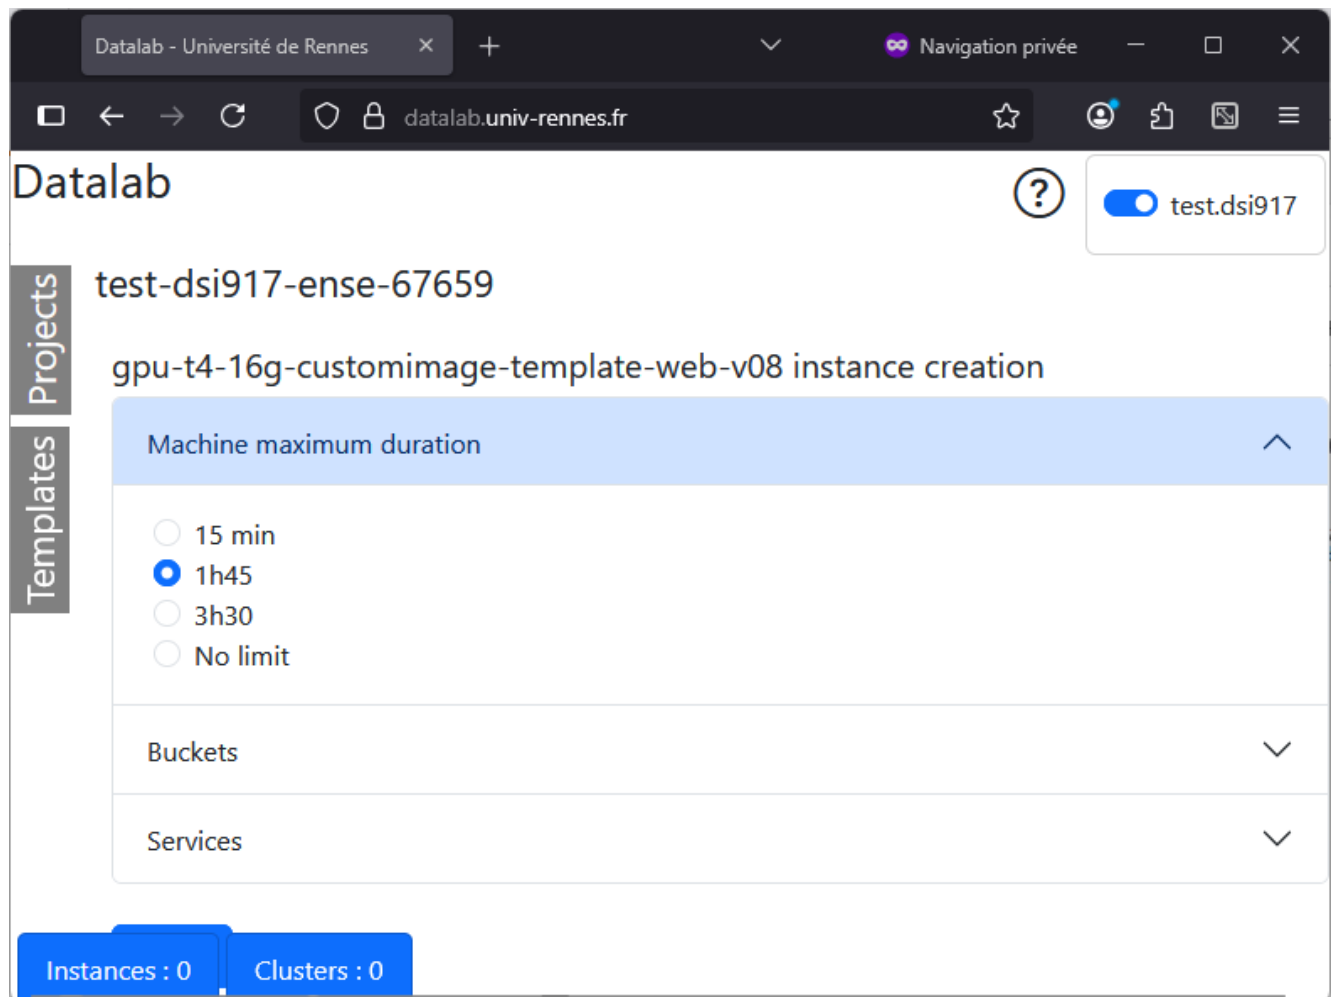 Datalab - Université de Rennes
Navigation privée
datalab.univ-rennes.fr
Datalab
test.dsi917
Projects
Templates
test-dsi917-ense-67659
gpu-t4-16g-customimage-template-web-v08 instance creation
Machine maximum duration
15 min
1h45
3h30
No limit
Buckets
Services
Instances : 0
Clusters : 0